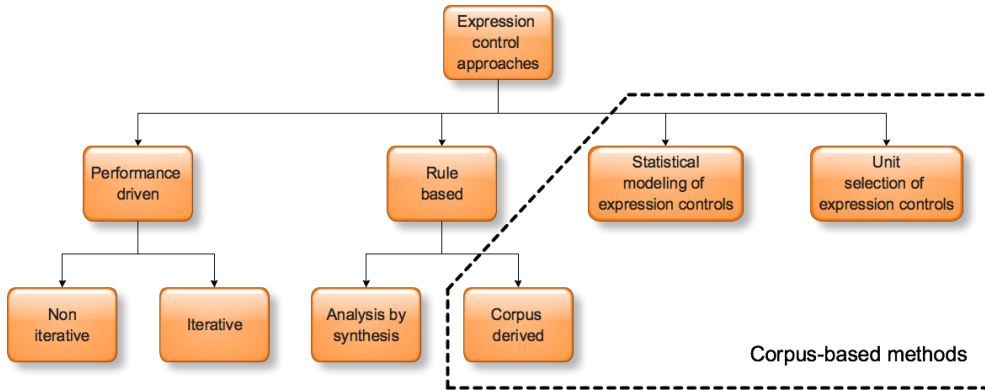 Expression
control
approaches
Performance
driven
Rule
based
Statistical
modeling of
expression controls
Unit
selection of
expression controls
Non
iterative
Iterative
Analysis by
synthesis
Corpus
derived
Corpus-based methods